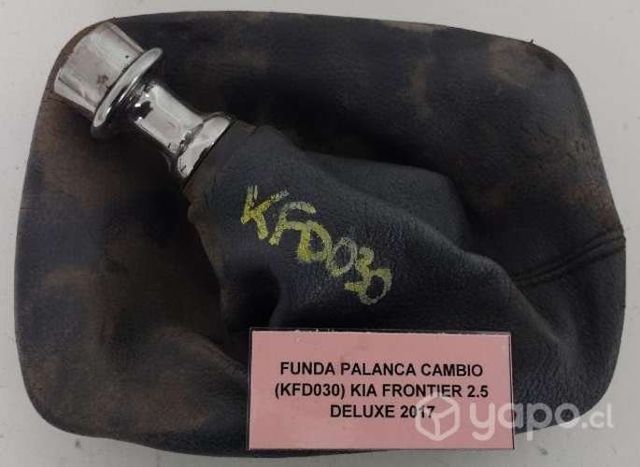 KFD030
FUNDA PALANCA CAMBIO
(KFD030) KIA FRONTIER 2.5
DELUXE 2017
yapo.cl